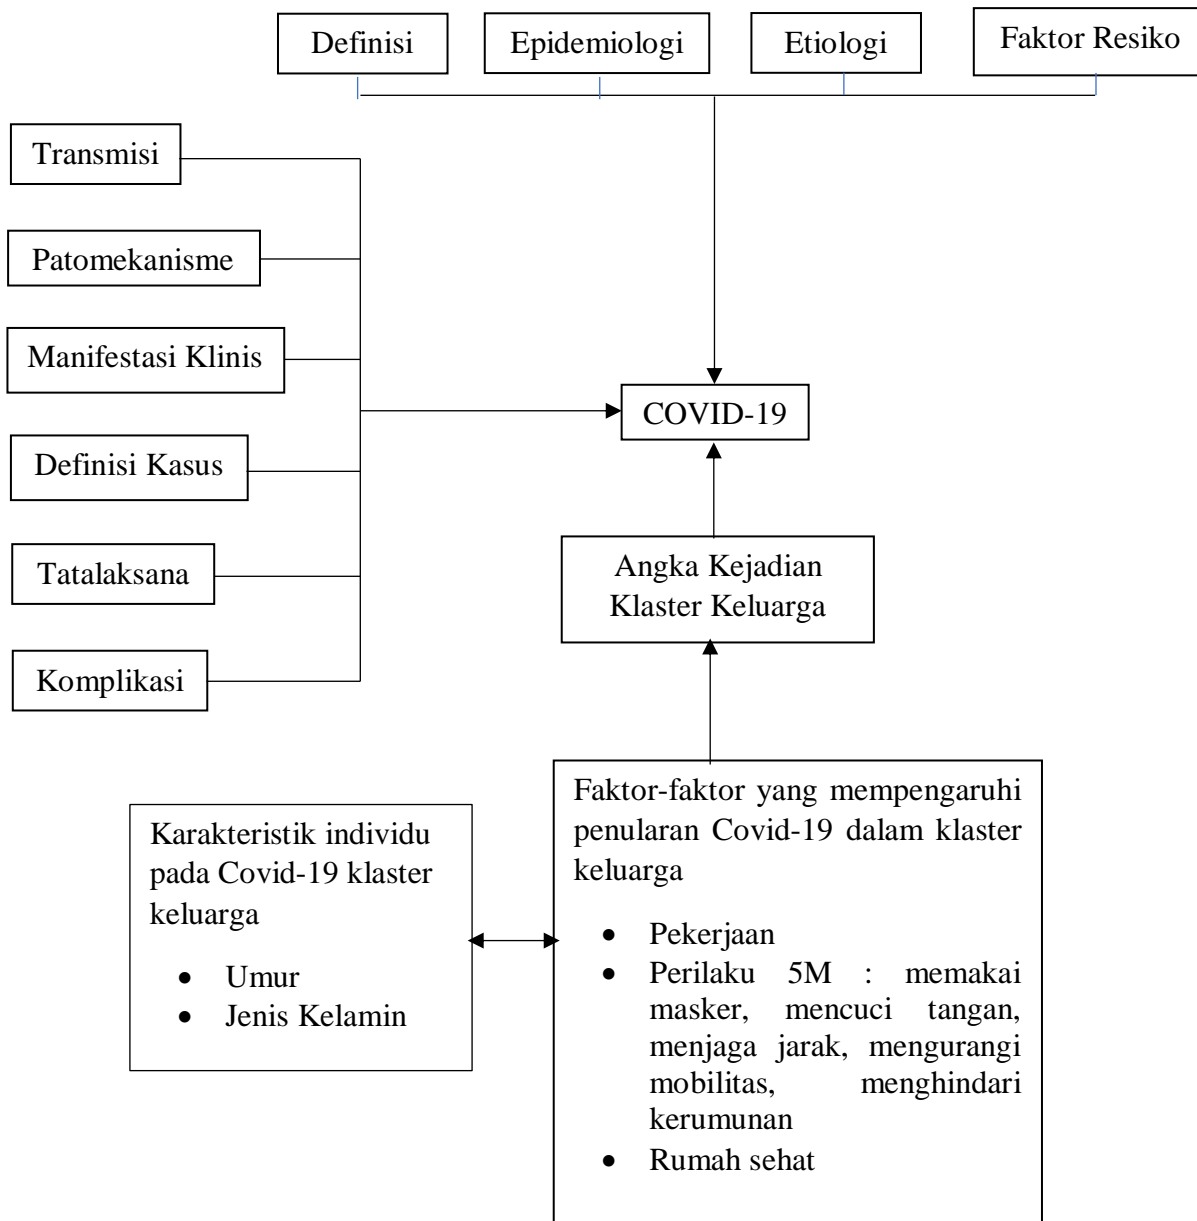 Definisi
Epidemiologi
Etiologi
Faktor Resiko
Transmisi
Patomekanisme
Manifestasi Klinis
Definisi Kasus
Tatalaksana
Komplikasi
COVID-19
Angka Kejadian
Klaster Keluarga
Karakteristik individu
pada Covid-19 klaster
keluarga
• Umur
• Jenis Kelamin
Faktor-faktor yang mempengaruhi
penularan Covid-19 dalam klaster
keluarga
• Pekerjaan
• Perilaku 5M : memakai
masker, mencuci tangan,
menjaga jarak, mengurangi
mobilitas, menghindari
kerumunan
• Rumah sehat